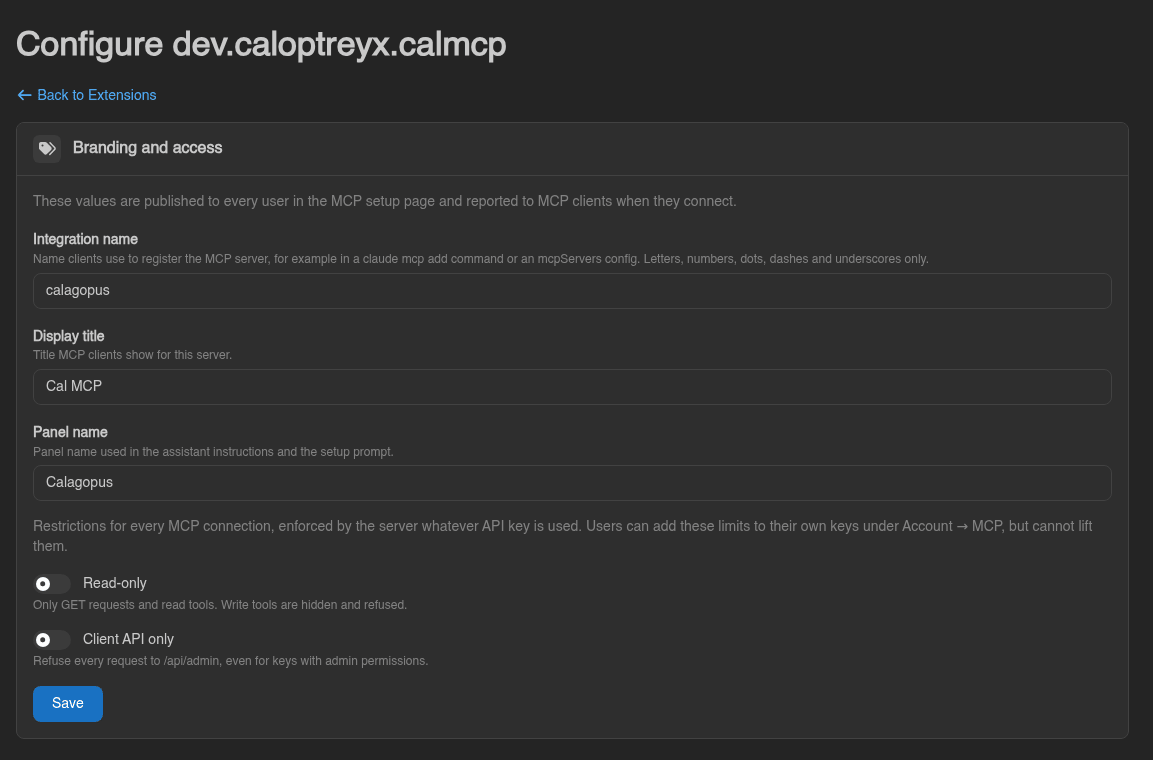 Configure dev.caloptreyx.calmcp
← Back to Extensions
Branding and access
These values are published to every user in the MCP setup page and reported to MCP clients when they connect.
Integration name
Name clients use to register the MCP server, for example in a claude mcp add command or an mcpServers config. Letters, numbers, dots, dashes and underscores only.
calagopus
Display title
Title MCP clients show for this server.
Cal MCP
Panel name
Panel name used in the assistant instructions and the setup prompt.
Calagopus
Restrictions for every MCP connection, enforced by the server whatever API key is used. Users can add these limits to their own keys under Account → MCP, but cannot lift
them.
Read-only
Only GET requests and read tools. Write tools are hidden and refused.
Client API only
Refuse every request to /api/admin, even for keys with admin permissions.
Save